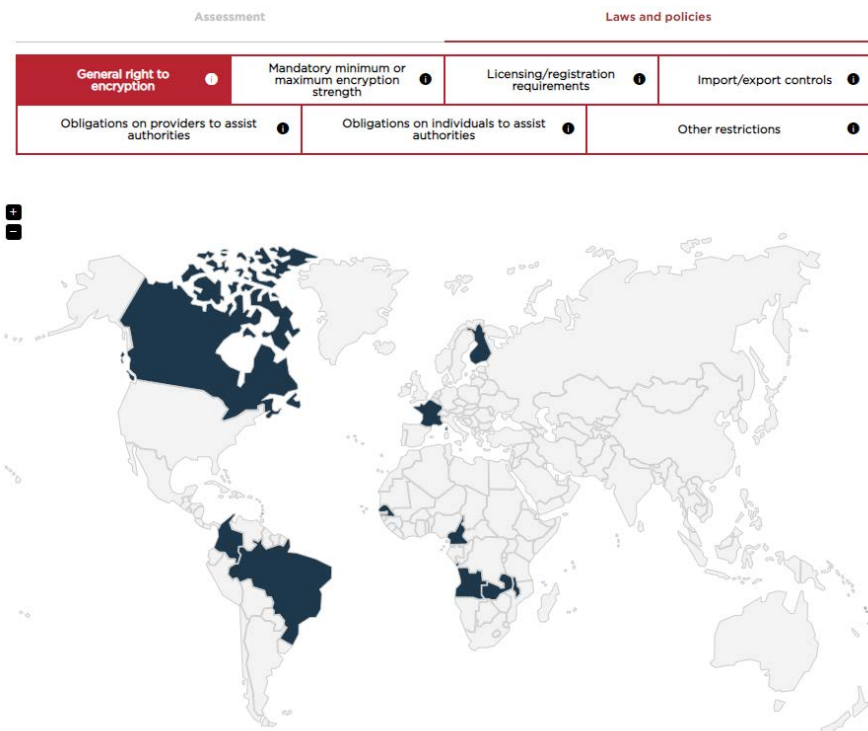 Assessment
Laws and policies
General right to
encryption
Mandatory minimum or
maximum encryption
strength
Licensing/registration
requirements
Import/export controls
Obligations on providers to assist
authorities
Obligations on individuals to assist
authorities
Other restrictions
+
−